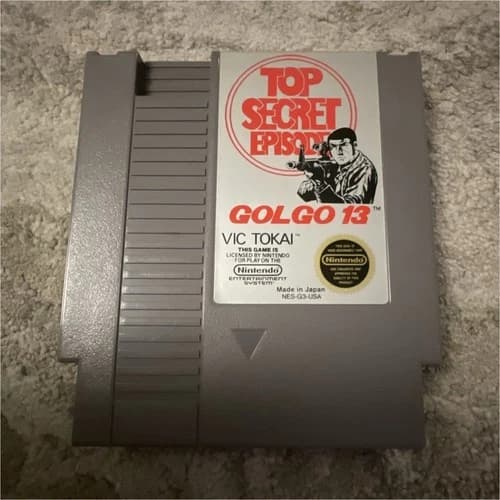 TOP
SECRET
EPISODE
GOLGO 13™
VIC TOKAI™
THIS GAME IS
LICENSED BY NINTENDO
FOR PLAY ON THE
Nintendo
ENTERTAINMENT
SYSTEM
Made in Japan
NES-G3-USA
Nintendo